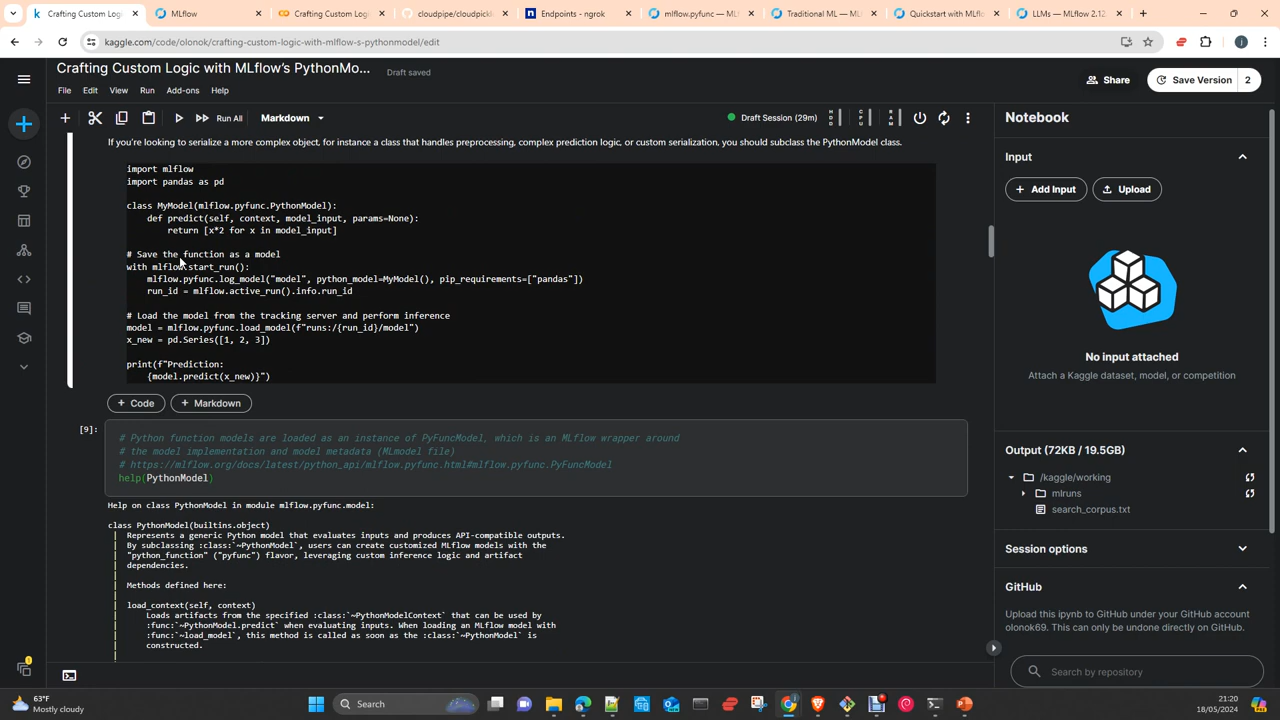 Crafting Custom Logic with
MLflow
Crafting Custom Logi
cloudpipe/cloudpickl
Endpoints - ngrok
mlflow.pyfunc — ML
Traditional ML — MLflo
Quickstart with MLflo
LLMs — MLflow 2.12.
kaggle.com/code/olonok/crafting-custom-logic-with-mlflow-s-pythonmodel/edit
Crafting Custom Logic with MLflow's PythonMo...
Draft saved
Share
Save Version
2
File
Edit
View
Run
Add-ons
Help
Run All
Markdown
Draft Session (29m)
HDD
CPU
RAM
Notebook
If you're looking to serialize a more complex object, for instance a class that handles preprocessing, complex prediction logic, or custom serialization, you should subclass the PythonModel class.
import mlflow
import pandas as pd
class MyModel(mlflow.pyfunc.PythonModel):
def predict(self, context, model_input, params=None):
return [x*2 for x in model_input]
# Save the function as a model
with mlflow.start_run():
mlflow.pyfunc.log_model("model", python_model=MyModel(), pip_requirements=["pandas"])
run_id = mlflow.active_run().info.run_id
# Load the model from the tracking server and perform inference
model = mlflow.pyfunc.load_model(f"runs:/{run_id}/model")
x_new = pd.Series([1, 2, 3])
print(f"Prediction:
{model.predict(x_new)}")
+ Code
+ Markdown
[9]:
# Python function models are loaded as an instance of PyFuncModel, which is an MLflow wrapper around
# the model implementation and model metadata (MLmodel file)
# https://mlflow.org/docs/latest/python_api/mlflow.pyfunc.html#mlflow.pyfunc.PyFuncModel
help(PythonModel)
Help on class PythonModel in module mlflow.pyfunc.model:
class PythonModel(builtins.object)
| Represents a generic Python model that evaluates inputs and produces API-compatible outputs.
| By subclassing :class:`~PythonModel`, users can create customized MLflow models with the
| "python_function" ("pyfunc") flavor, leveraging custom inference logic and artifact
| dependencies.
|
| Methods defined here:
|
| load_context(self, context)
| Loads artifacts from the specified :class:`~PythonModelContext` that can be used by
| :func:`~PythonModel.predict` when evaluating inputs. When loading an MLflow model with
| :func:`~load_model`, this method is called as soon as the :class:`~PythonModel` is
| constructed.
|
Input
+ Add Input
Upload
No input attached
Attach a Kaggle dataset, model, or competition
Output (72KB / 19.5GB)
/kaggle/working
mlruns
search_corpus.txt
Session options
GitHub
Upload this ipynb to GitHub under your GitHub account
olonok69. This can only be undone directly on GitHub.
Search by repository
1
63°F
Mostly cloudy
Search
21:20
18/05/2024